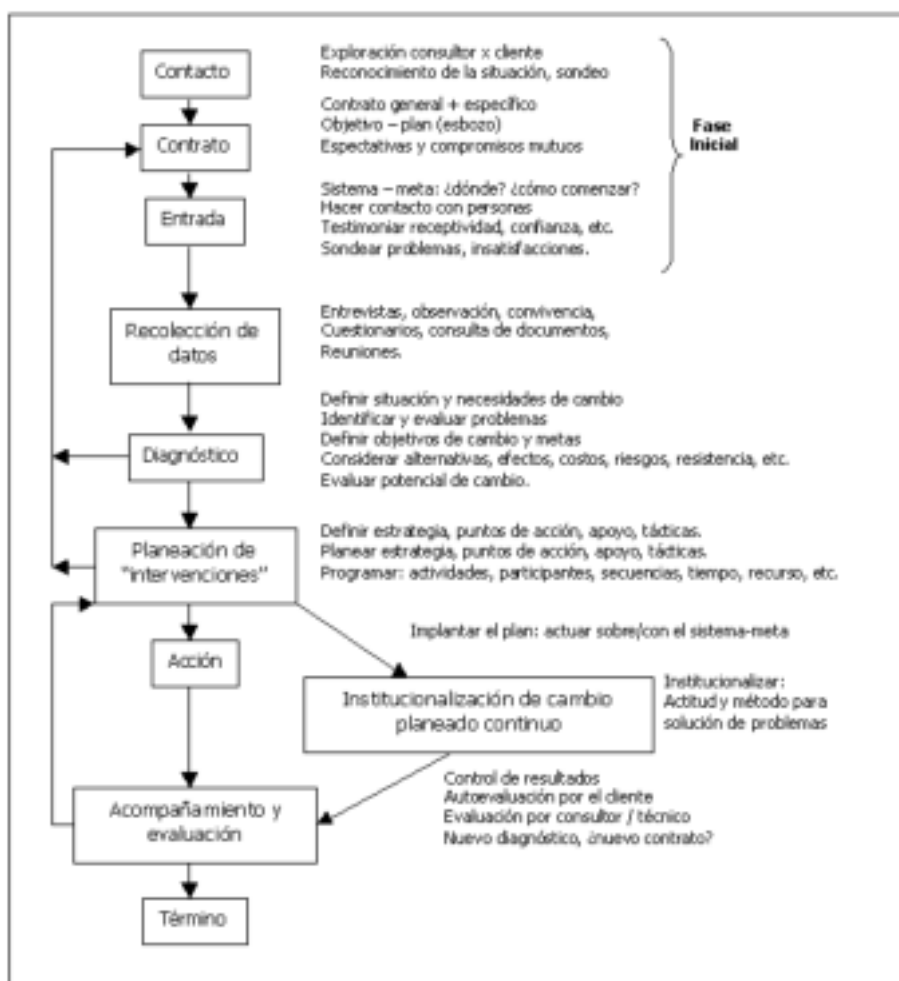 Contacto
Exploración consultor x cliente
Reconocimiento de la situación, sondeo
Contrato
Contrato general + específico
Objetivo – plan (esbozo)
Espectativas y compromisos mutuos
Fase
Inicial
Entrada
Sistema – meta: ¿dónde? ¿cómo comenzar?
Hacer contacto con personas
Testimoniar receptividad, confianza, etc.
Sondear problemas, insatisfacciones.
Recolección de
datos
Entrevistas, observación, convivencia,
Cuestionarios, consulta de documentos,
Reuniones.
Diagnóstico
Definir situación y necesidades de cambio
Identificar y evaluar problemas
Definir objetivos de cambio y metas
Considerar alternativas, efectos, costos, riesgos, resistencia, etc.
Evaluar potencial de cambio.
Planeación de
"intervenciones"
Definir estrategia, puntos de acción, apoyo, tácticas.
Planear estrategia, puntos de acción, apoyo, tácticas.
Programar: actividades, participantes, secuencias, tiempo, recurso, etc.
Implantar el plan: actuar sobre/con el sistema-meta
Acción
Institucionalización de cambio
planeado continuo
Institucionalizar:
Actitud y método para
solución de problemas
Acompañamiento y
evaluación
Control de resultados
Autoevaluación por el cliente
Evaluación por consultor / técnico
Nuevo diagnóstico, ¿nuevo contrato?
Término